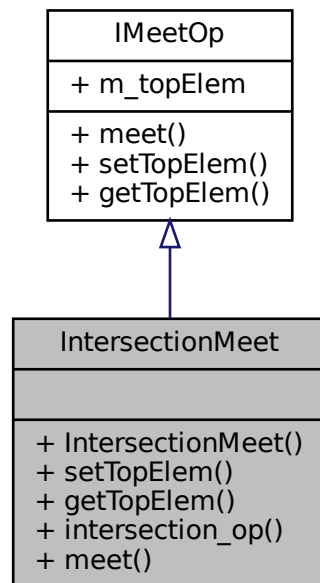 IMeetOp
+ m_topElem
+ meet()
+ setTopElem()
+ getTopElem()
IntersectionMeet
+ IntersectionMeet()
+ setTopElem()
+ getTopElem()
+ intersection_op()
+ meet()